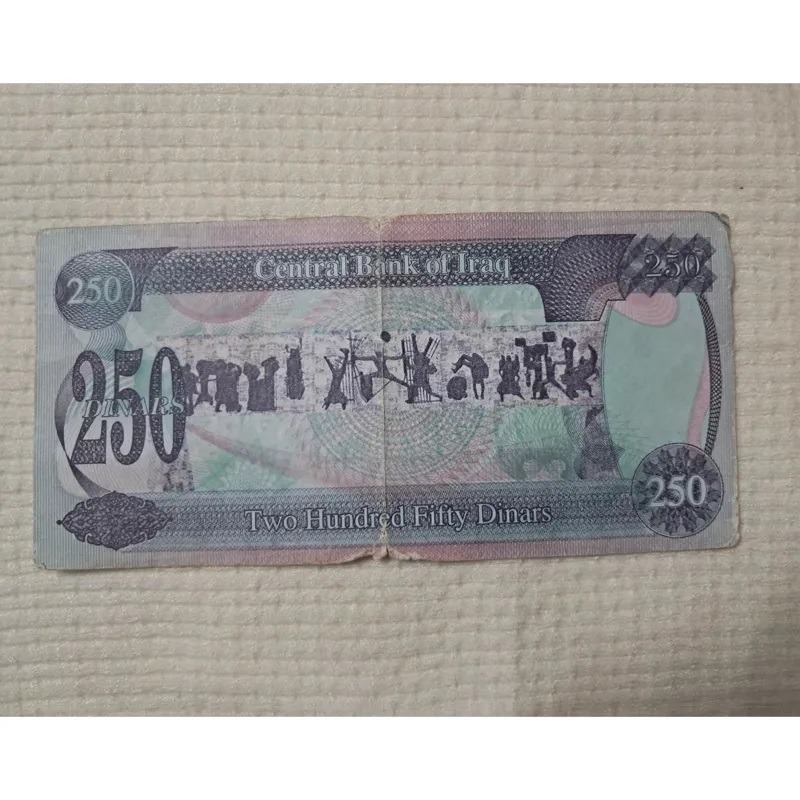 Central Bank of Iraq
250
250
250
DINARS
250
Two Hundred Fifty Dinars